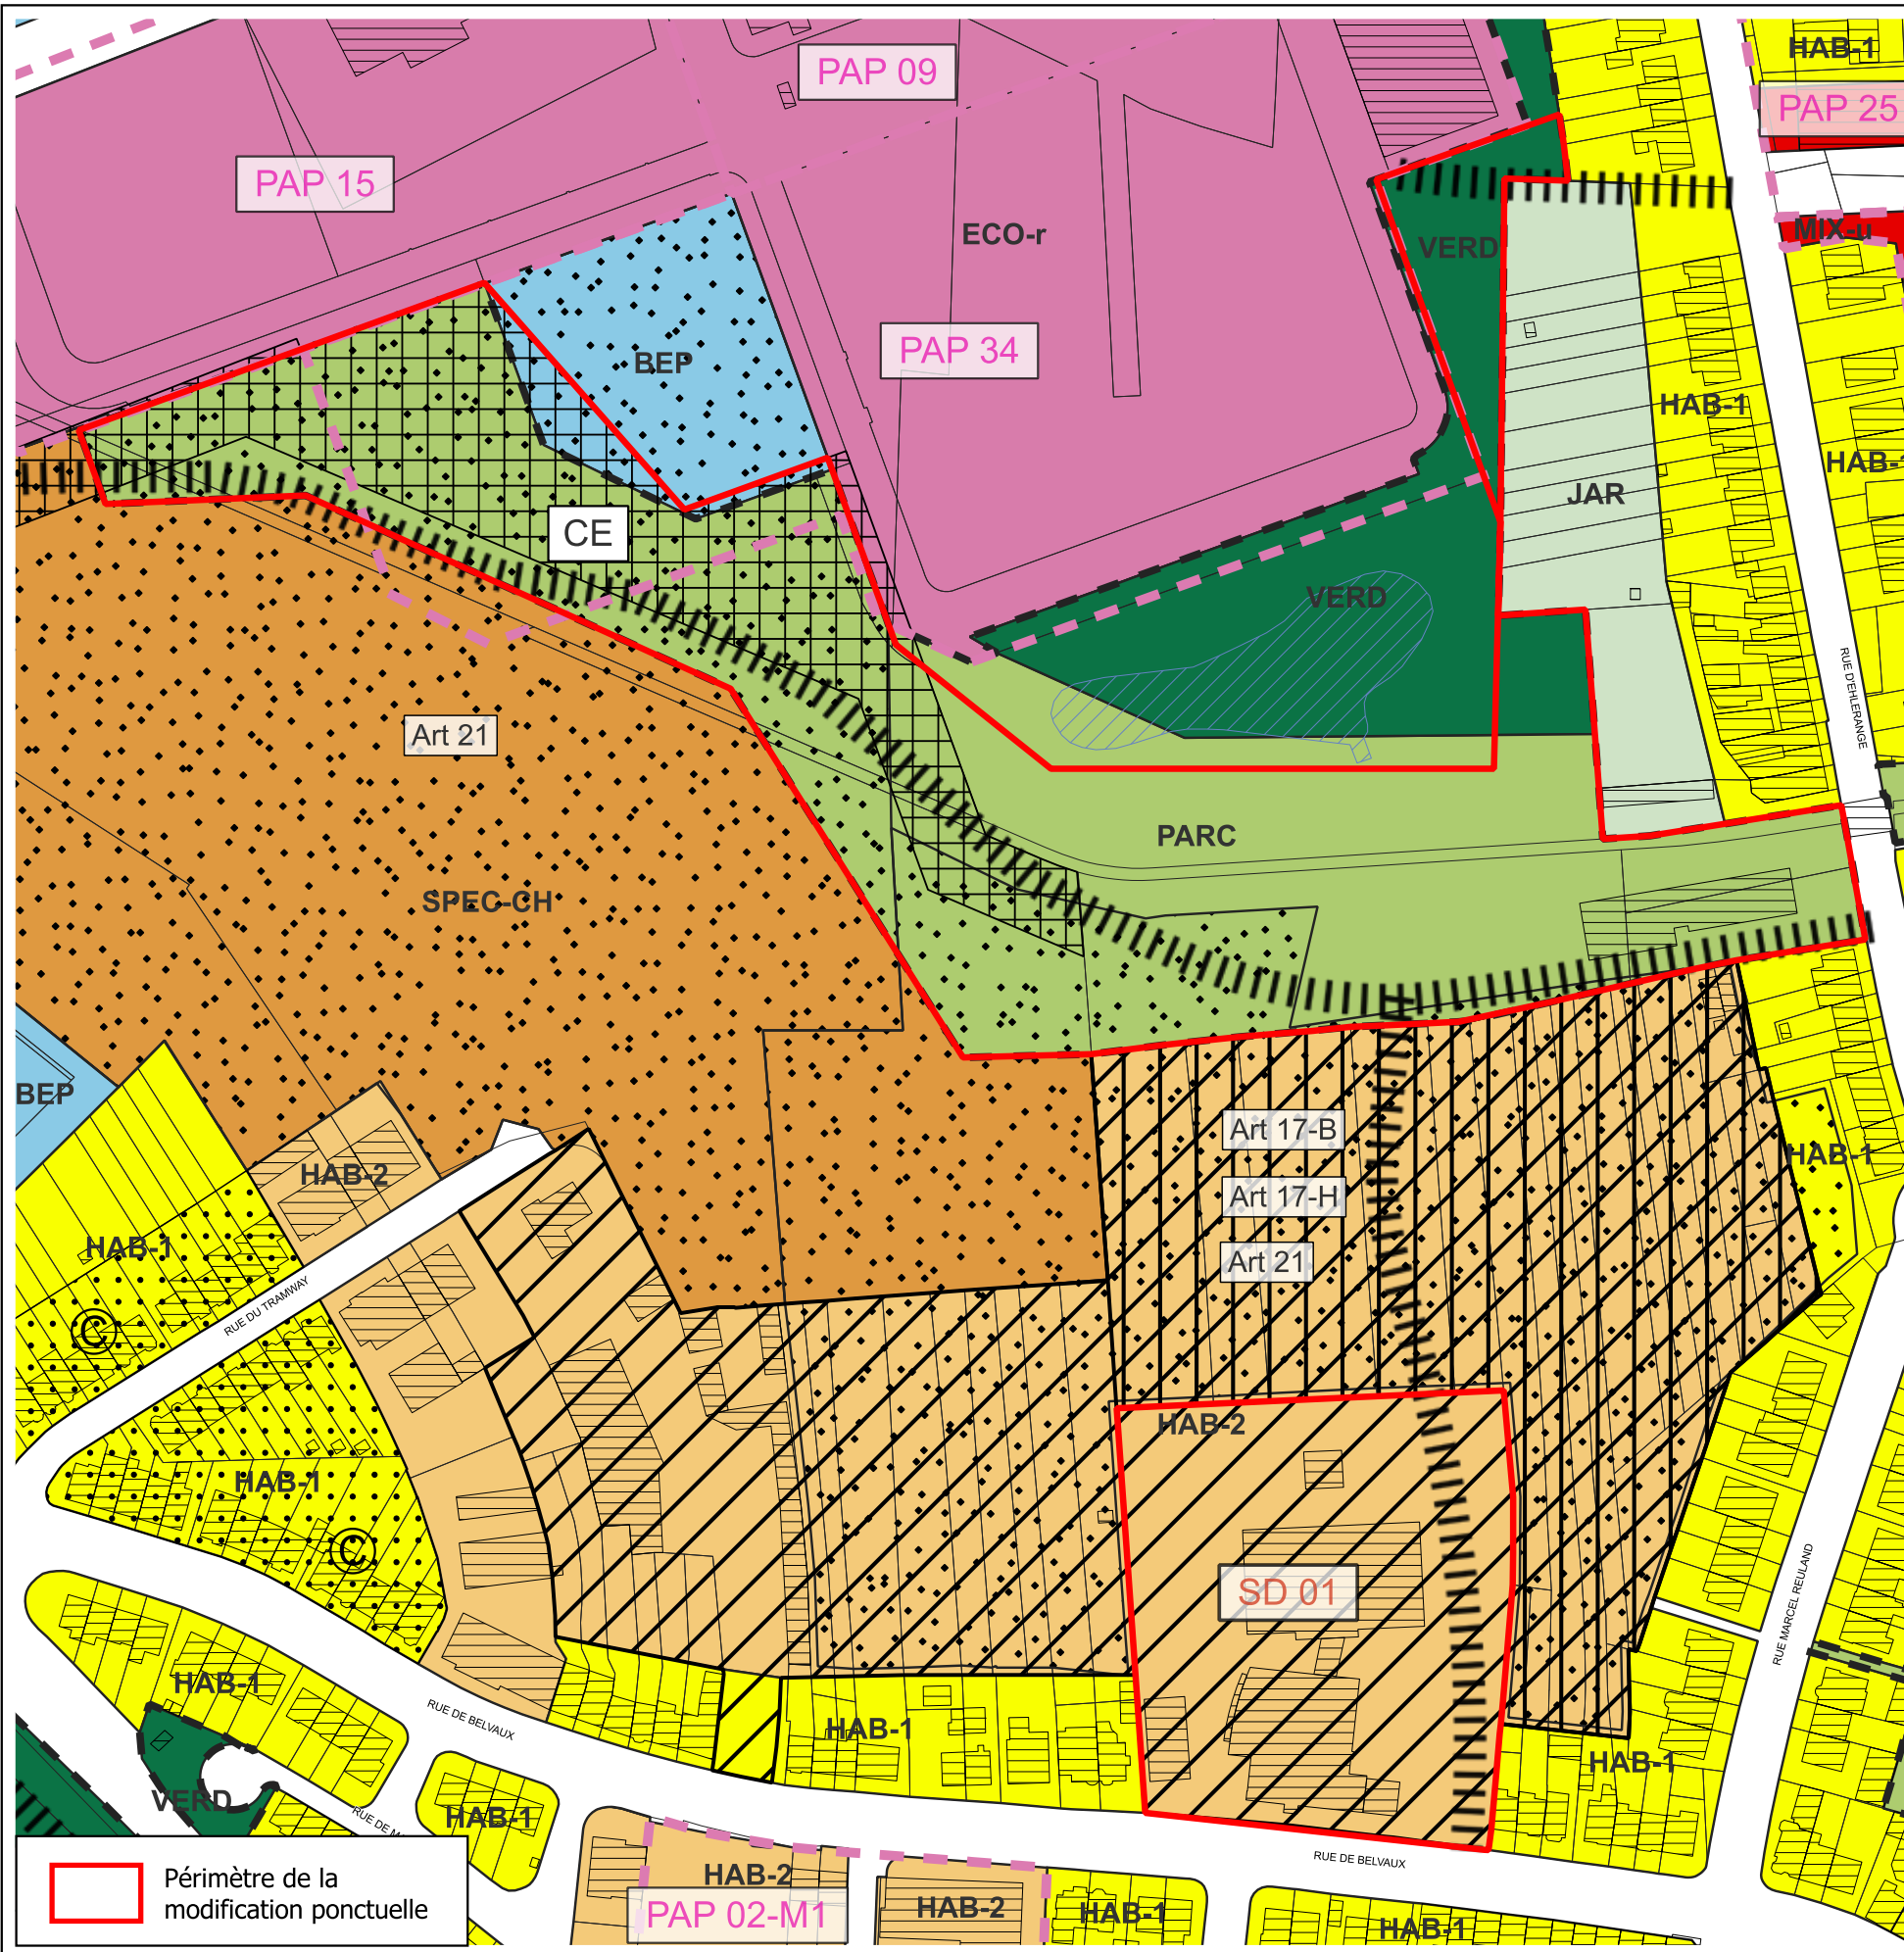 HAB-1
PAP 09
PAP 25
PAP 15
ECO-r
MIX-u
VERD
PAP 34
BEP
HAB-1
HAB-1
JAR
CE
VERD
RUE D'EHLERANGE
Art 21
PARC
SPEC-CH
BEP
Art 17-B
HAB-1
HAB-2
Art 17-H
HAB-1
Art 21
RUE DU TRAMWAY
©
HAB-2
HAB-1
©
SD 01
RUE MARCEL REULAND
HAB-1
RUE DE BELVAUX
HAB-1
HAB-1
VERD
HAB-1
RUE DE M
RUE DE BELVAUX
HAB-2
HAB-2
HAB-1
PAP 02-M1
HAB-1
Périmètre de la
modification ponctuelle